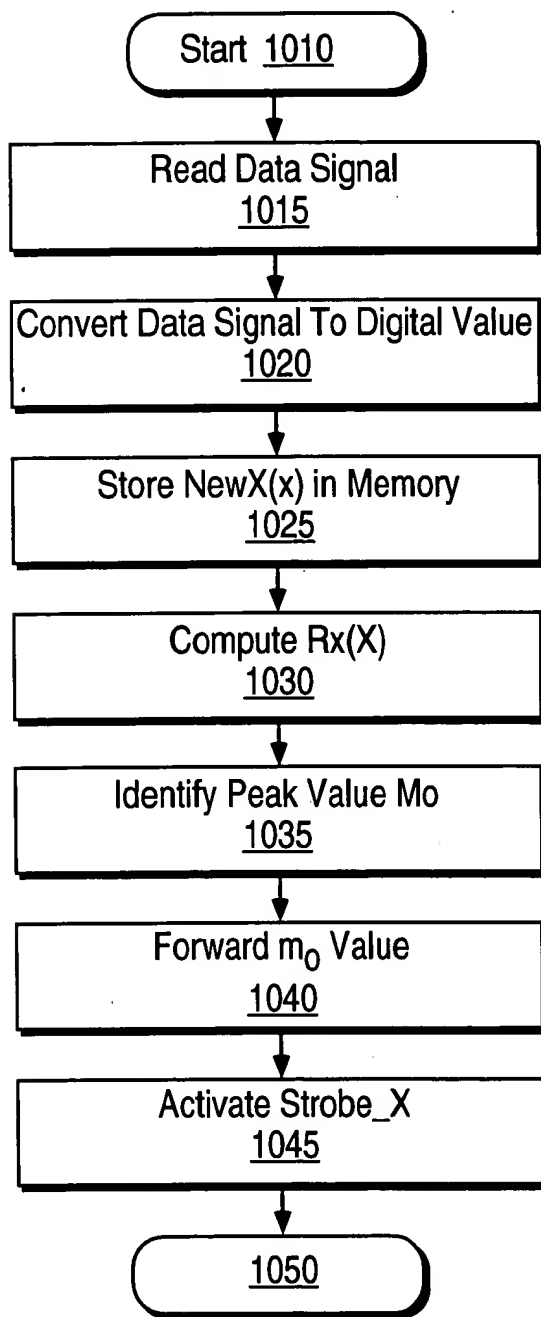 Start 1010
Read Data Signal
1015
Convert Data Signal To Digital Value
1020
Store NewX(x) in Memory
1025
Compute Rx(X)
1030
Identify Peak Value Mo
1035
Forward m0 Value
1040
Activate Strobe_X
1045
1050